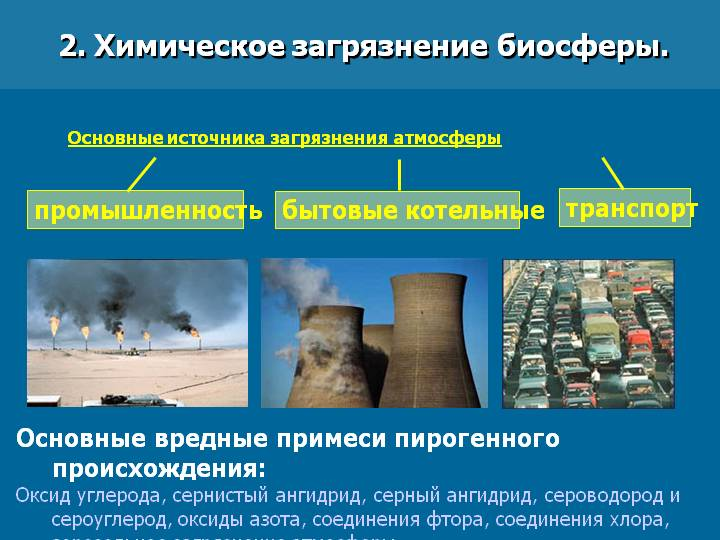 2. Химическое загрязнение биосферы.
Основные источника загрязнения атмосферы
промышленность
бытовые котельные
транспорт
Основные вредные примеси пирогенного
происхождения:
Оксид углерода, сернистый ангидрид, серный ангидрид, сероводород и
сероуглерод, оксиды азота, соединения фтора, соединения хлора,